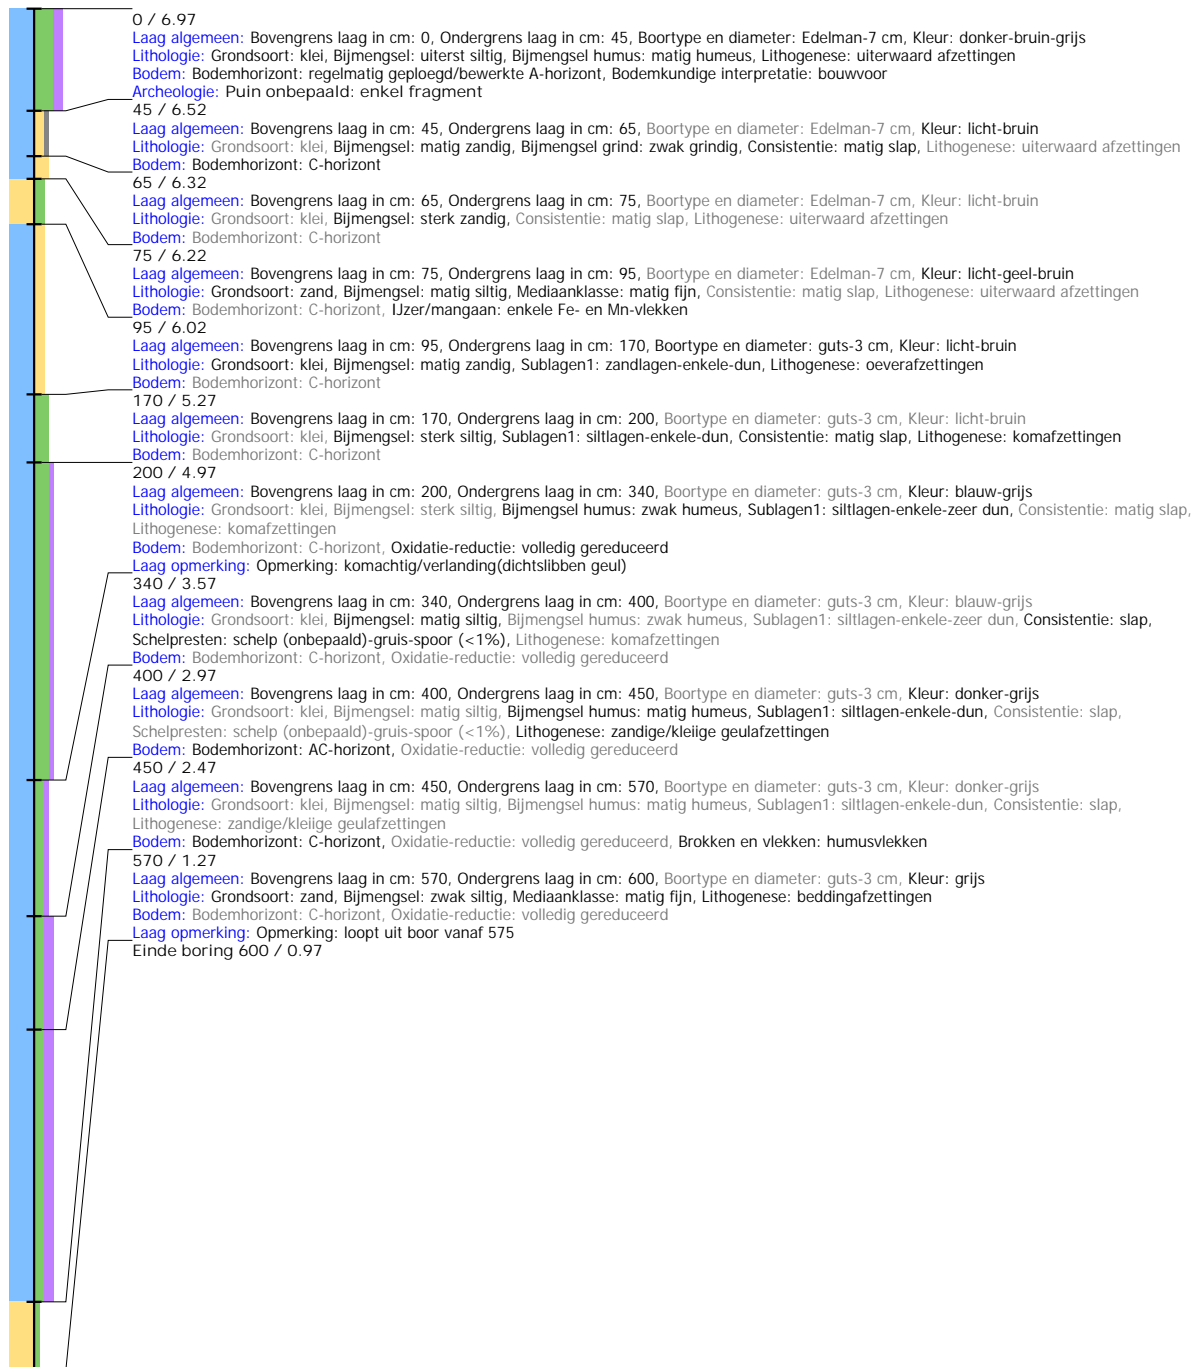 0 / 6.97
Laag algemeen: Bovengrens laag in cm: 0, Ondergrens laag in cm: 45, Boortype en diameter: Edelman-7 cm, Kleur: donker-bruin-grijs
Lithologie: Grondsoort: klei, Bijmengsel: uiterst siltig, Bijmengsel humus: matig humeus, Lithogenese: uiterwaard afzettingen
Bodem: Bodemhorizont: regelmatig geploegd/bewerkte A-horizont, Bodemkundige interpretatie: bouwvoor
Archeologie: Puin onbepaald: enkel fragment
45 / 6.52
Laag algemeen: Bovengrens laag in cm: 45, Ondergrens laag in cm: 65, Boortype en diameter: Edelman-7 cm, Kleur: licht-bruin
Lithologie: Grondsoort: klei, Bijmengsel: matig zandig, Bijmengsel grind: zwak grindig, Consistentie: matig slap, Lithogenese: uiterwaard afzettingen
Bodem: Bodemhorizont: C-horizont
65 / 6.32
Laag algemeen: Bovengrens laag in cm: 65, Ondergrens laag in cm: 75, Boortype en diameter: Edelman-7 cm, Kleur: licht-bruin
Lithologie: Grondsoort: klei, Bijmengsel: sterk zandig, Consistentie: matig slap, Lithogenese: uiterwaard afzettingen
Bodem: Bodemhorizont: C-horizont
75 / 6.22
Laag algemeen: Bovengrens laag in cm: 75, Ondergrens laag in cm: 95, Boortype en diameter: Edelman-7 cm, Kleur: licht-geel-bruin
Lithologie: Grondsoort: zand, Bijmengsel: matig siltig, Mediaanklasse: matig fijn, Consistentie: matig slap, Lithogenese: uiterwaard afzettingen
Bodem: Bodemhorizont: C-horizont, IJzer/mangaan: enkele Fe- en Mn-vlekken
95 / 6.02
Laag algemeen: Bovengrens laag in cm: 95, Ondergrens laag in cm: 170, Boortype en diameter: guts-3 cm, Kleur: licht-bruin
Lithologie: Grondsoort: klei, Bijmengsel: matig zandig, Sublagen1: zandlagen-enkele-dun, Lithogenese: oeverafzettingen
Bodem: Bodemhorizont: C-horizont
170 / 5.27
Laag algemeen: Bovengrens laag in cm: 170, Ondergrens laag in cm: 200, Boortype en diameter: guts-3 cm, Kleur: licht-bruin
Lithologie: Grondsoort: klei, Bijmengsel: sterk siltig, Sublagen1: siltlagen-enkele-dun, Consistentie: matig slap, Lithogenese: komafzettingen
Bodem: Bodemhorizont: C-horizont
200 / 4.97
Laag algemeen: Bovengrens laag in cm: 200, Ondergrens laag in cm: 340, Boortype en diameter: guts-3 cm, Kleur: blauw-grijs
Lithologie: Grondsoort: klei, Bijmengsel: sterk siltig, Bijmengsel humus: zwak humeus, Sublagen1: siltlagen-enkele-zeer dun, Consistentie: matig slap,
Lithogenese: komafzettingen
Bodem: Bodemhorizont: C-horizont, Oxidatie-reductie: volledig gereduceerd
Laag opmerking: Opmerking: komachtig/verlanding(dichtslibben geul)
340 / 3.57
Laag algemeen: Bovengrens laag in cm: 340, Ondergrens laag in cm: 400, Boortype en diameter: guts-3 cm, Kleur: blauw-grijs
Lithologie: Grondsoort: klei, Bijmengsel: matig siltig, Bijmengsel humus: zwak humeus, Sublagen1: siltlagen-enkele-zeer dun, Consistentie: slap,
Schelpresten: schelp (onbepaald)-gruis-spoor (<1%), Lithogenese: komafzettingen
Bodem: Bodemhorizont: C-horizont, Oxidatie-reductie: volledig gereduceerd
400 / 2.97
Laag algemeen: Bovengrens laag in cm: 400, Ondergrens laag in cm: 450, Boortype en diameter: guts-3 cm, Kleur: donker-grijs
Lithologie: Grondsoort: klei, Bijmengsel: matig siltig, Bijmengsel humus: matig humeus, Sublagen1: siltlagen-enkele-dun, Consistentie: slap,
Schelpresten: schelp (onbepaald)-gruis-spoor (<1%), Lithogenese: zandige/kleiige geulafzettingen
Bodem: Bodemhorizont: AC-horizont, Oxidatie-reductie: volledig gereduceerd
450 / 2.47
Laag algemeen: Bovengrens laag in cm: 450, Ondergrens laag in cm: 570, Boortype en diameter: guts-3 cm, Kleur: donker-grijs
Lithologie: Grondsoort: klei, Bijmengsel: matig siltig, Bijmengsel humus: matig humeus, Sublagen1: siltlagen-enkele-dun, Consistentie: slap,
Lithogenese: zandige/kleiige geulafzettingen
Bodem: Bodemhorizont: C-horizont, Oxidatie-reductie: volledig gereduceerd, Brokken en vlekken: humusvlekken
570 / 1.27
Laag algemeen: Bovengrens laag in cm: 570, Ondergrens laag in cm: 600, Boortype en diameter: guts-3 cm, Kleur: grijs
Lithologie: Grondsoort: zand, Bijmengsel: zwak siltig, Mediaanklasse: matig fijn, Lithogenese: beddingafzettingen
Bodem: Bodemhorizont: C-horizont, Oxidatie-reductie: volledig gereduceerd
Laag opmerking: Opmerking: loopt uit boor vanaf 575
Einde boring 600 / 0.97